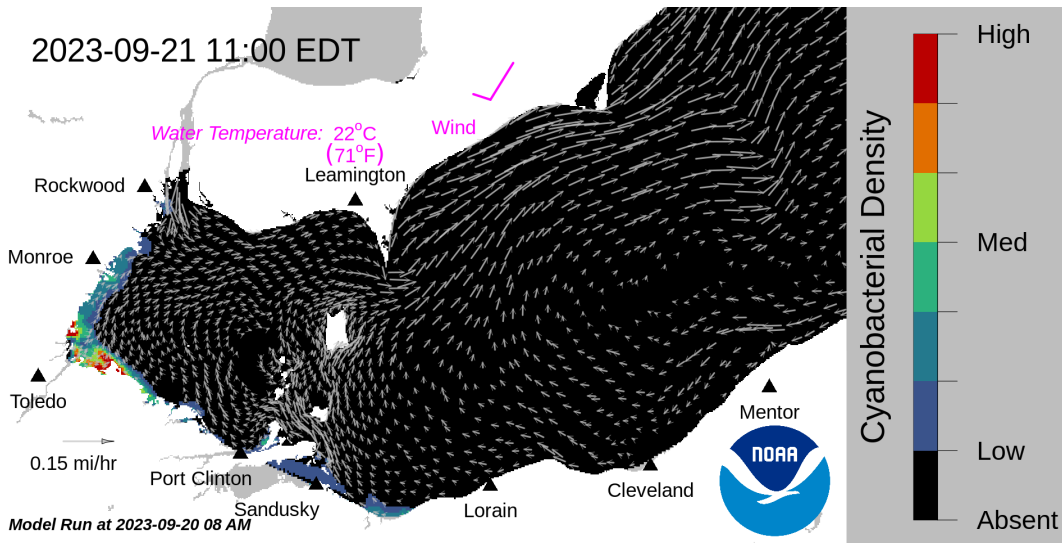 2023-09-21 11:00 EDT
High
Wind
Water Temperature: 22°C
(71°F)
Leamington
Rockwood
Cyanobacterial Density
Med
Monroe
Toledo
Mentor
0.15 mi/hr
NOAA
Low
Port Clinton
Cleveland
Sandusky
Lorain
Absent
Model Run at 2023-09-20 08 AM